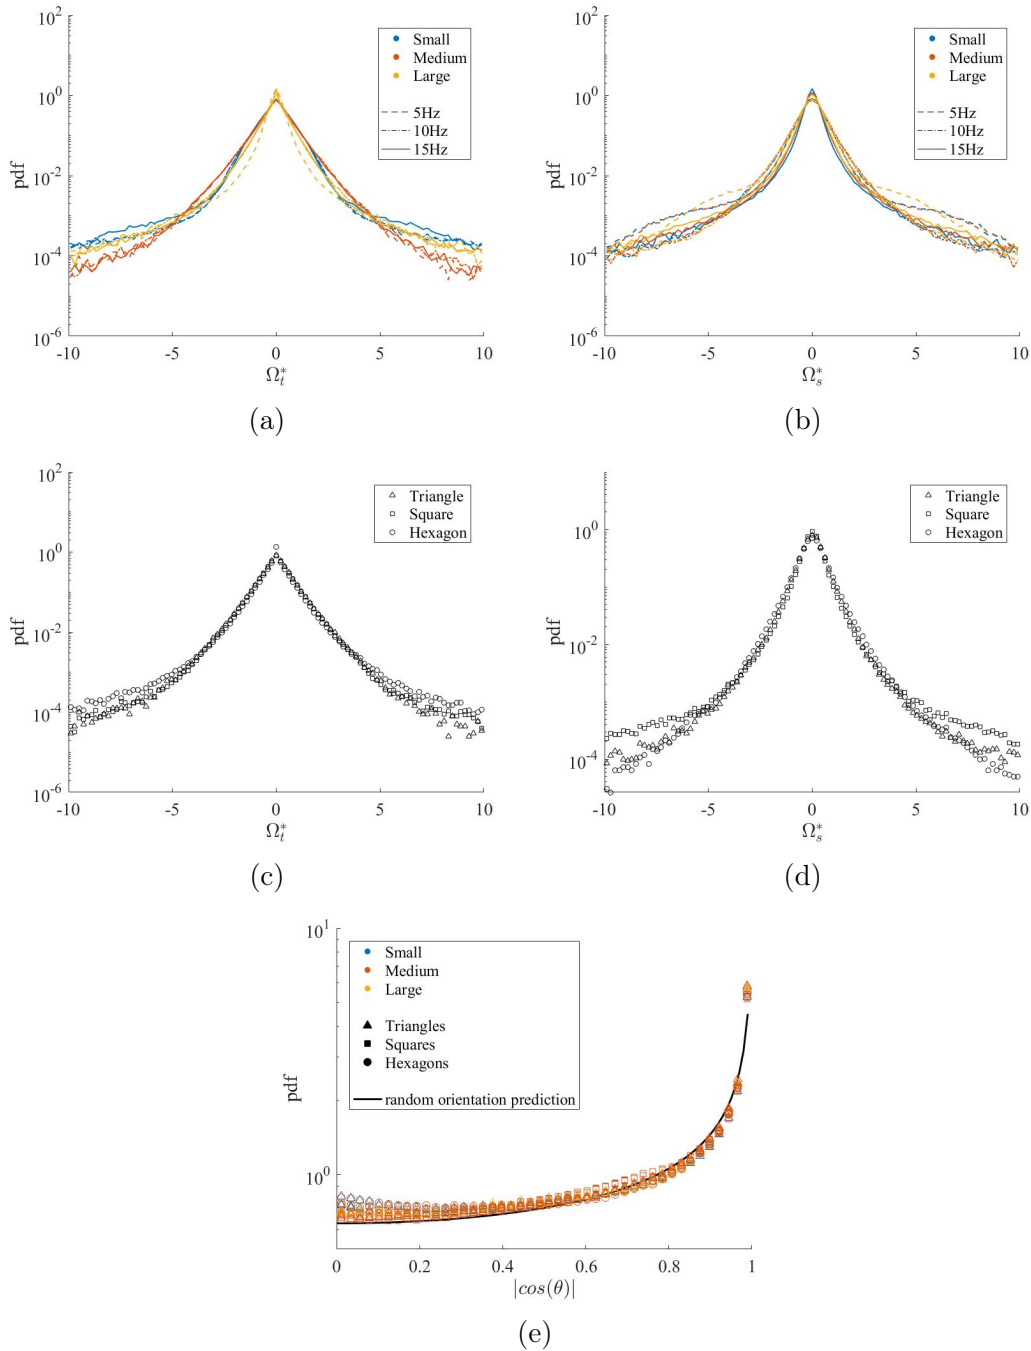 10^2
10^0
10^-2
10^-4
10^-6
pdf
-10 -5 0 5 10
Ω_t^*
Small
Medium
Large
5Hz
10Hz
15Hz
(a)
10^2
10^0
10^-2
10^-4
10^-6
pdf
-10 -5 0 5 10
Ω_s^*
Small
Medium
Large
5Hz
10Hz
15Hz
(b)
10^2
10^0
10^-2
10^-4
10^-6
pdf
-10 -5 0 5 10
Ω_t^*
Triangle
Square
Hexagon
(c)
10^0
10^-2
10^-4
pdf
-10 -5 0 5 10
Ω_s^*
Triangle
Square
Hexagon
(d)
10^1
10^0
pdf
Small
Medium
Large
Triangles
Squares
Hexagons
random orientation prediction
0 0.2 0.4 0.6 0.8 1
|cos(θ)|
(e)